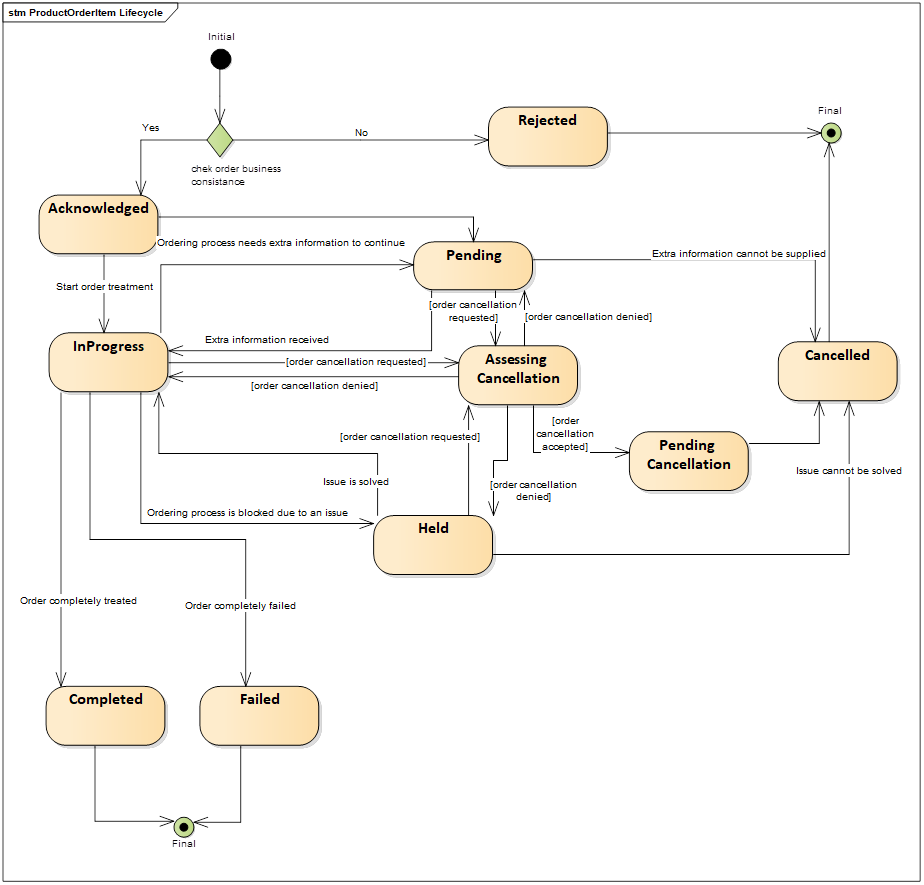 stm ProductOrderItem Lifecycle
Initial
Final
Yes
No
Rejected
chek order business
consistance
Acknowledged
Ordering process needs extra information to continue
Pending
Extra information cannot be supplied
Start order treatment
[order cancellation
requested]
[order cancellation denied]
Extra information received
InProgress
Assessing
Cancellation
Cancelled
[order cancellation requested]
[order cancellation denied]
[order
cancellation
accepted]
[order cancellation requested]
Pending
Cancellation
Issue cannot be solved
Issue is solved
[order cancellation
denied]
Ordering process is blocked due to an issue
Held
Order completely treated
Order completely failed
Completed
Failed
Final